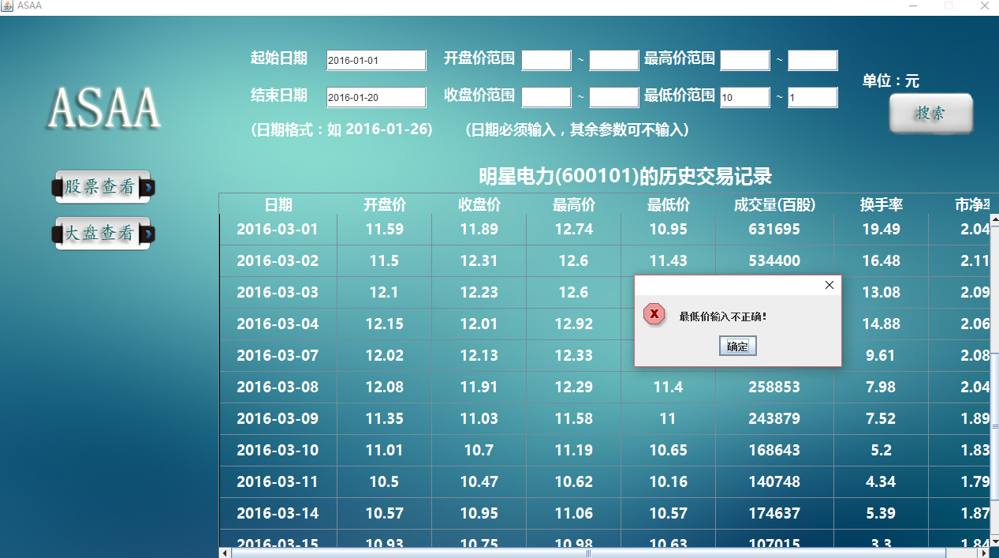 ASAA
起始日期 2016-01-01 开盘价范围 ~ 最高价范围 ~
单位：元
结束日期 2016-01-20 收盘价范围 ~ 最低价范围 10 ~ 1
搜索
ASAA
(日期格式：如 2016-01-26) (日期必须输入，其余参数可不输入)
明星电力(600101)的历史交易记录
股票查看
大盘查看
日期 开盘价 收盘价 最高价 最低价 成交量(百股) 换手率 市净率
2016-03-01 11.59 11.89 12.74 10.95 631695 19.49 2.04
2016-03-02 11.5 12.31 12.6 11.43 534400 16.48 2.11
2016-03-03 12.1 12.23 12.6 13.08 2.09
2016-03-04 12.15 12.01 12.92 14.88 2.06
2016-03-07 12.02 12.13 12.33 9.61 2.08
2016-03-08 12.08 11.91 12.29 11.4 258853 7.98 2.04
2016-03-09 11.35 11.03 11.58 11 243879 7.52 1.89
2016-03-10 11.01 10.7 11.19 10.65 168643 5.2 1.83
2016-03-11 10.5 10.47 10.62 10.16 140748 4.34 1.79
2016-03-14 10.57 10.95 11.06 10.57 174637 5.39 1.87
2016-03-15 10.93 10.75 10.98 10.63 107015 3.3 1.84
最低价输入不正确！
确定